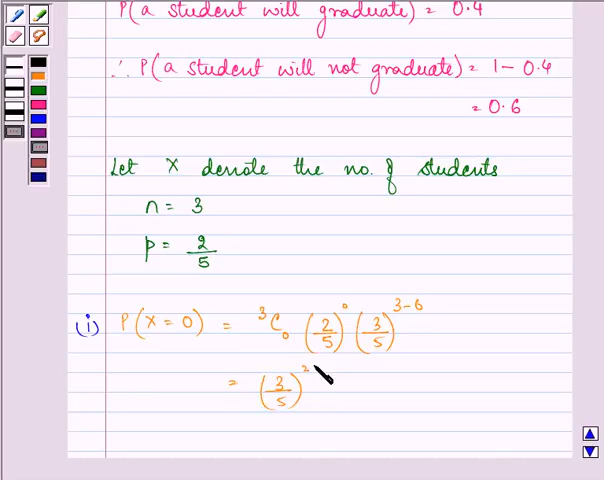 P(a student will graduate) = 0.4
∴ P(a student will not graduate) = 1 - 0.4
= 0.6
Let X denote the no. of students
n = 3
p = 2/5
(i) P(X = 0) = ³C₀ (2/5)⁰ (3/5)³⁻⁰
= (3/5)²